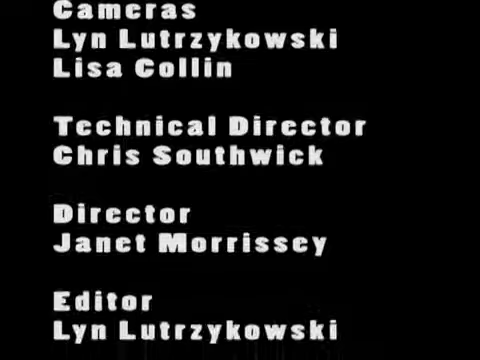 Cameras
Lyn Lutrzykowski
Lisa Collin
Technical Director
Chris Southwick
Director
Janet Morrissey
Editor
Lyn Lutrzykowski